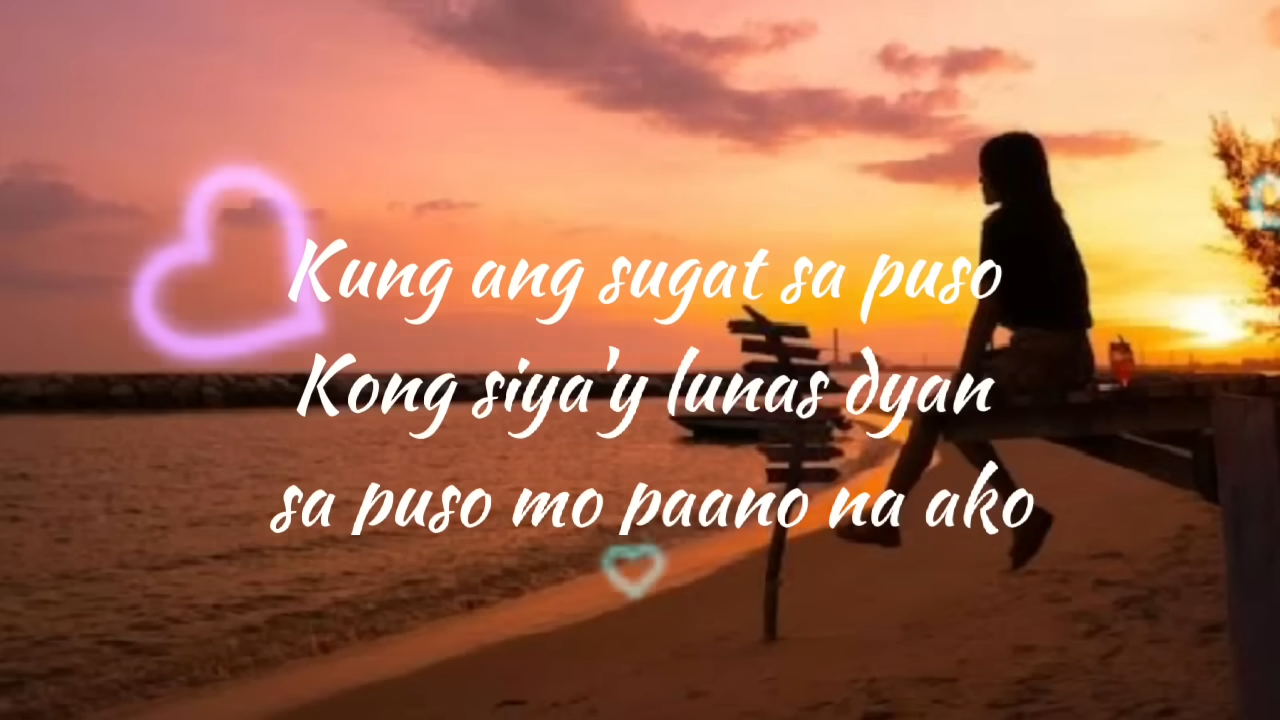 Kung ang sugat sa puso
Kong siya'y lunas dyan
sa puso mo paano na ako